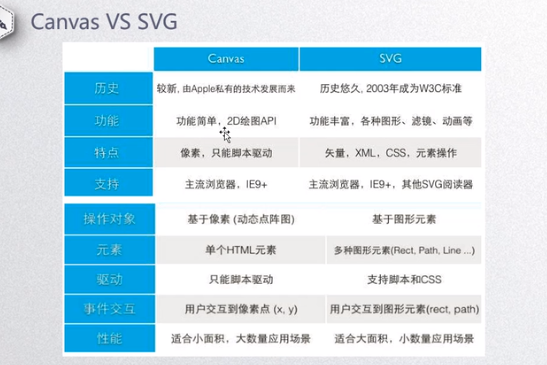 Canvas VS SVG
Canvas SVG
历史 较新, 由Apple私有的技术发展而来 历史悠久, 2003年成为W3C标准
功能 功能简单, 2D绘图API 功能丰富, 各种图形、滤镜、动画等
特点 像素, 只能脚本驱动 矢量, XML, CSS, 元素操作
支持 主流浏览器, IE9+ 主流浏览器, IE9+, 其他SVG阅读器
操作对象 基于像素 (动态点阵图) 基于图形元素
元素 单个HTML元素 多种图形元素(Rect, Path, Line ...)
驱动 只能脚本驱动 支持脚本和CSS
事件交互 用户交互到像素点 (x, y) 用户交互到图形元素(rect, path)
性能 适合小面积, 大数量应用场景 适合大面积, 小数量应用场景